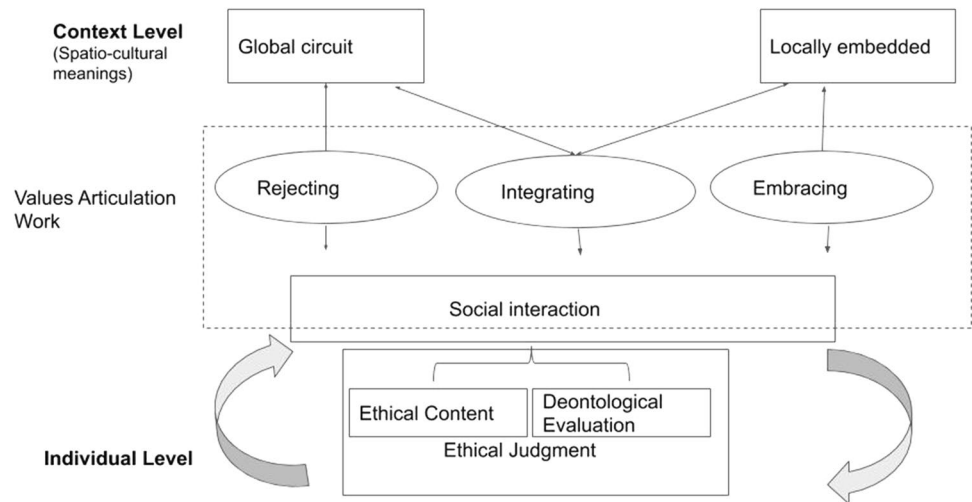 Context Level
(Spatio-cultural
meanings)
Global circuit
Locally embedded
Values Articulation
Work
Rejecting
Integrating
Embracing
Social interaction
Ethical Content
Deontological
Evaluation
Ethical Judgment
Individual Level